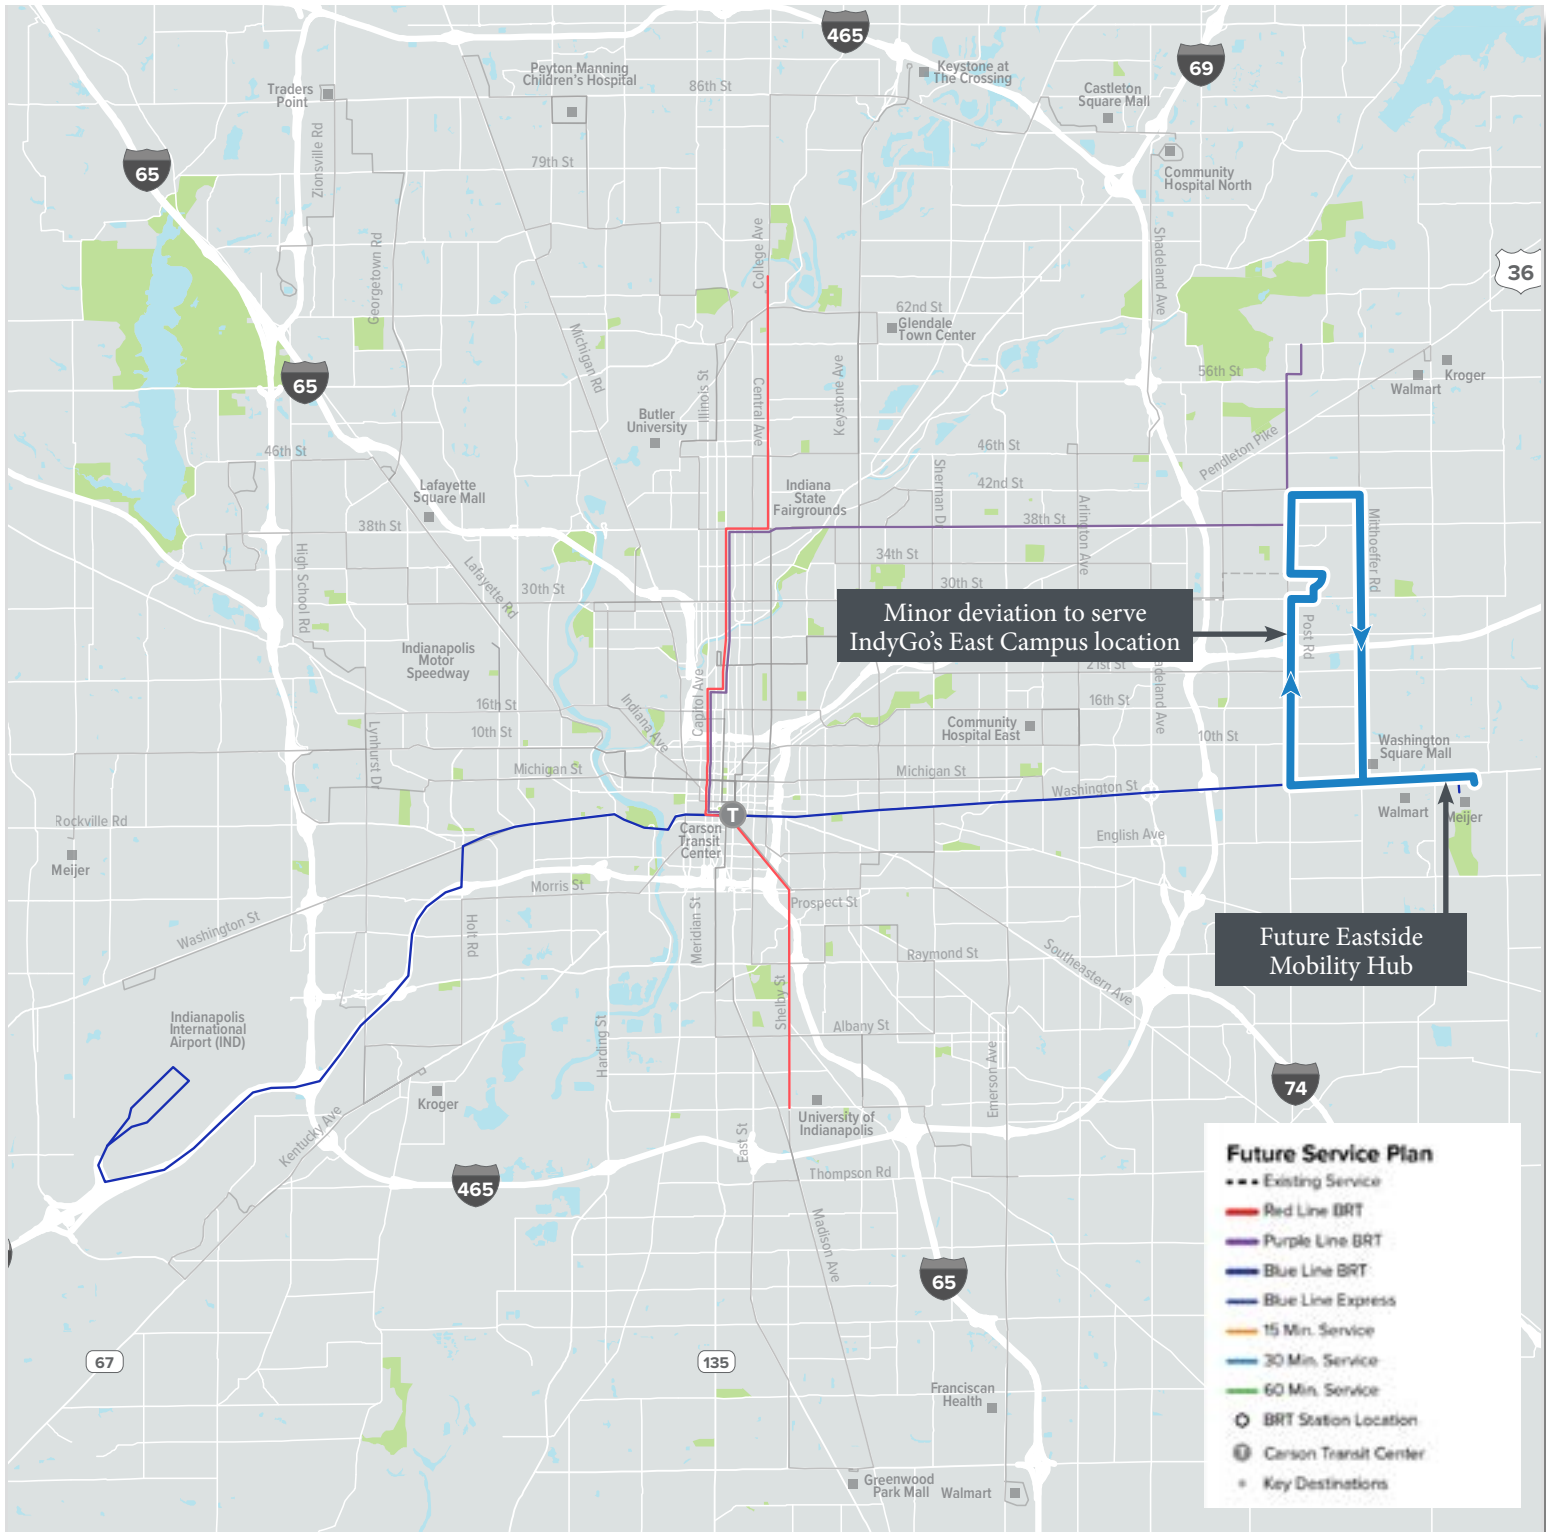 465
69
Peyton Manning
Children's Hospital
86th St
Keystone at
The Crossing
Traders
Point
Castleton
Square Mall
Zionsville Rd
79th St
65
Community
Hospital North
College Ave
Georgetown Rd
Shadeland Ave
36
62nd St
Glendale
Town Center
Michigan Rd
65
Illinois St
Central Ave
Keystone Ave
56th St
Walmart
Kroger
Butler
University
46th St
46th St
Pendleton Pike
Lafayette
Square Mall
Indiana
State
Fairgrounds
Sherman Dr
42nd St
Arlington Ave
38th St
38th St
Mitthoeffer Rd
High School Rd
Lafayette Rd
34th St
30th St
30th St
Minor deviation to serve
IndyGo's East Campus location
Post Rd
Indianapolis
Motor
Speedway
21st St
adeland Ave
Capitol Ave
Indiana Ave
16th St
16th St
10th St
Lynhurst Dr
Community
Hospital East
10th St
Washington
Square Mall
Michigan St
Michigan St
Washington St
T
Walmart
Meijer
Rockville Rd
Carson
Transit
Center
English Ave
Meijer
Morris St
Prospect St
Washington St
Holt Rd
Meridian St
Raymond St
Southeastern Ave
Future Eastside
Mobility Hub
Shelby St
Indianapolis
International
Airport (IND)
Harding St
Albany St
Emerson Ave
Kroger
74
Kentucky Ave
University of
Indianapolis
East St
Thompson Rd
465
Madison Ave
65
67
135
Franciscan
Health
Greenwood
Park Mall
Walmart
Future Service Plan
Existing Service
Red Line BRT
Purple Line BRT
Blue Line BRT
Blue Line Express
15 Min. Service
30 Min. Service
60 Min. Service
BRT Station Location
T Carson Transit Center
Key Destinations